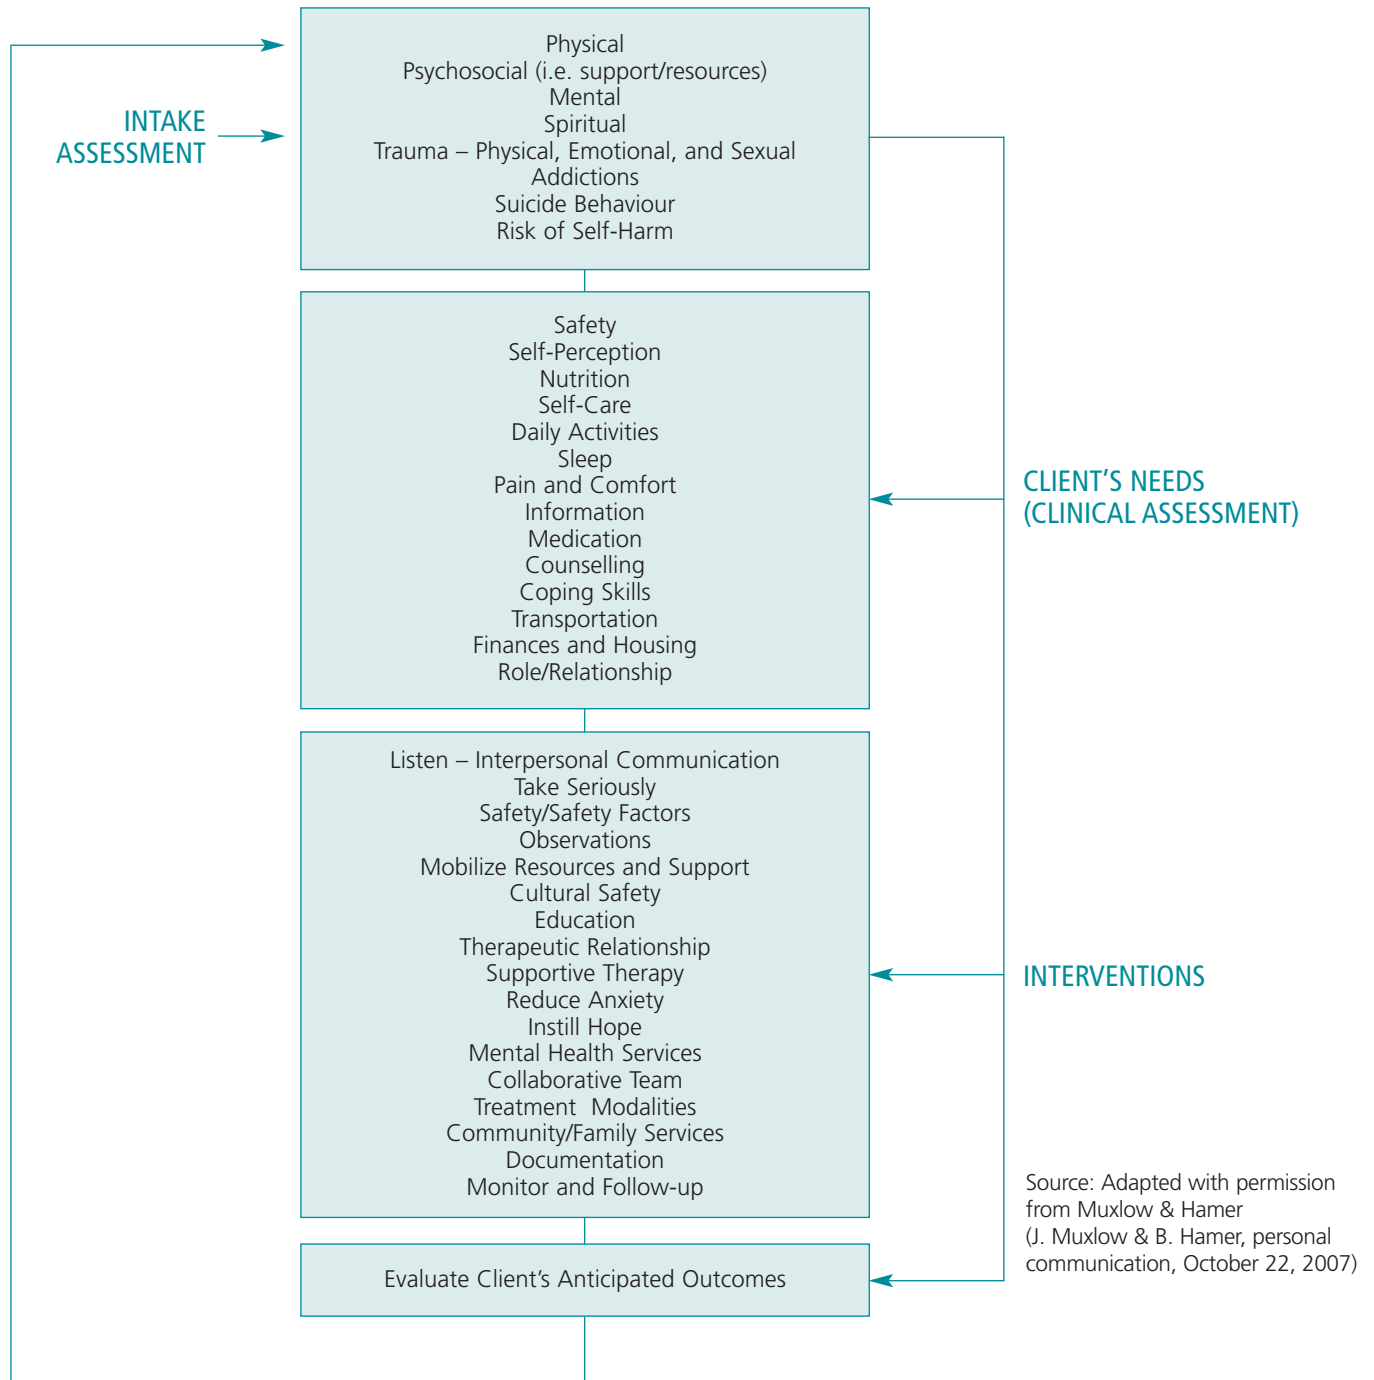 INTAKE
ASSESSMENT
Physical
Psychosocial (i.e. support/resources)
Mental
Spiritual
Trauma – Physical, Emotional, and Sexual
Addictions
Suicide Behaviour
Risk of Self-Harm
Safety
Self-Perception
Nutrition
Self-Care
Daily Activities
Sleep
Pain and Comfort
Information
Medication
Counselling
Coping Skills
Transportation
Finances and Housing
Role/Relationship
CLIENT'S NEEDS
(CLINICAL ASSESSMENT)
Listen – Interpersonal Communication
Take Seriously
Safety/Safety Factors
Observations
Mobilize Resources and Support
Cultural Safety
Education
Therapeutic Relationship
Supportive Therapy
Reduce Anxiety
Instill Hope
Mental Health Services
Collaborative Team
Treatment  Modalities
Community/Family Services
Documentation
Monitor and Follow-up
INTERVENTIONS
Evaluate Client's Anticipated Outcomes
Source: Adapted with permission
from Muxlow & Hamer
(J. Muxlow & B. Hamer, personal
communication, October 22, 2007)